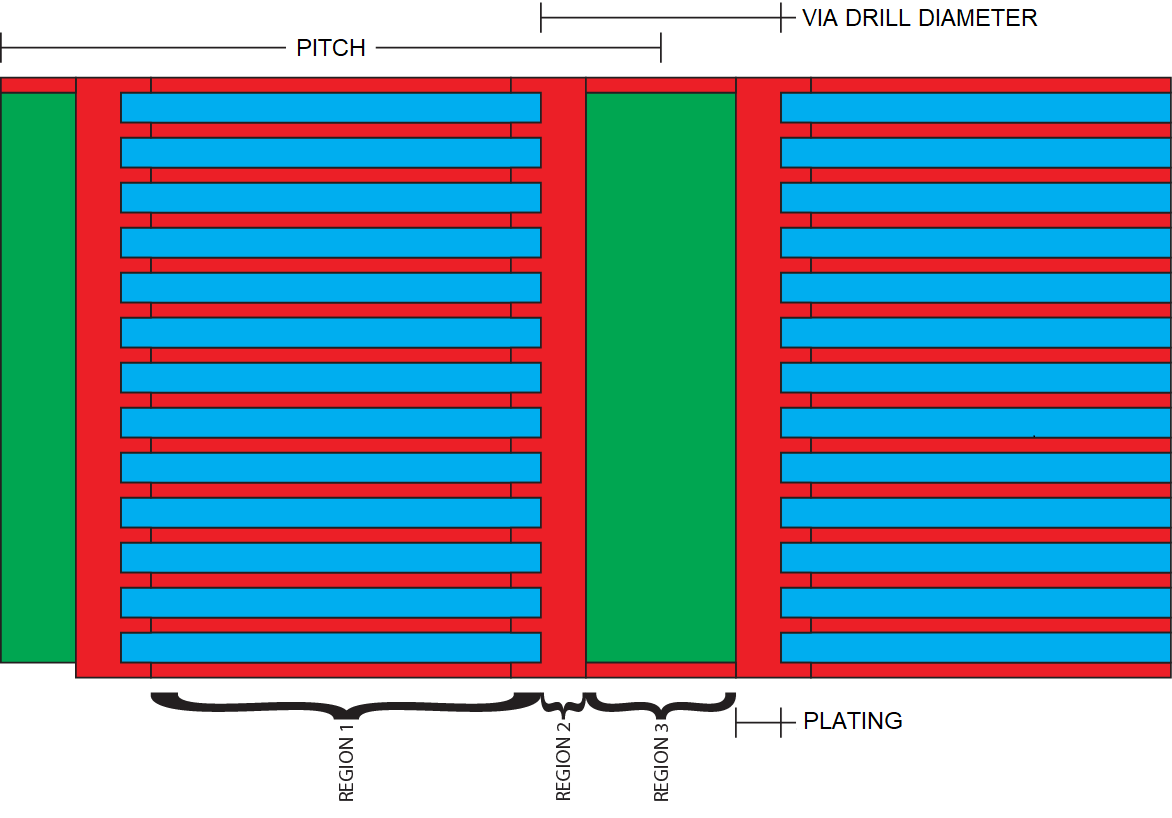 VIA DRILL DIAMETER
PITCH
PLATING
REGION 1
REGION 2
REGION 3